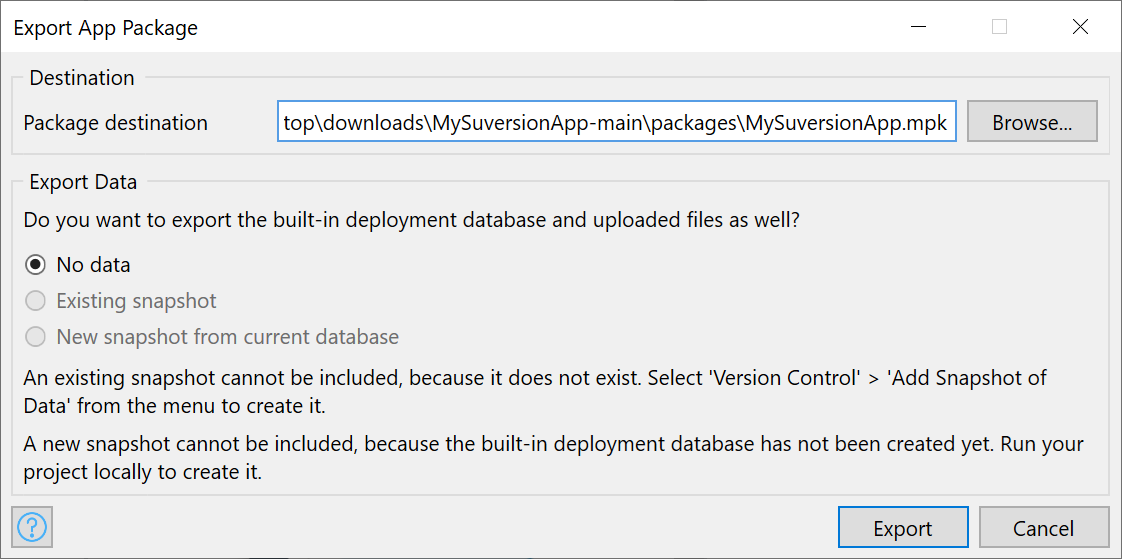 Export App Package
Destination
Package destination
top\downloads\MySuversionApp-main\packages\MySuversionApp.mpk
Browse...
Export Data
Do you want to export the built-in deployment database and uploaded files as well?
No data
Existing snapshot
New snapshot from current database
An existing snapshot cannot be included, because it does not exist. Select 'Version Control' > 'Add Snapshot of
Data' from the menu to create it.
A new snapshot cannot be included, because the built-in deployment database has not been created yet. Run your
project locally to create it.
?
Export
Cancel